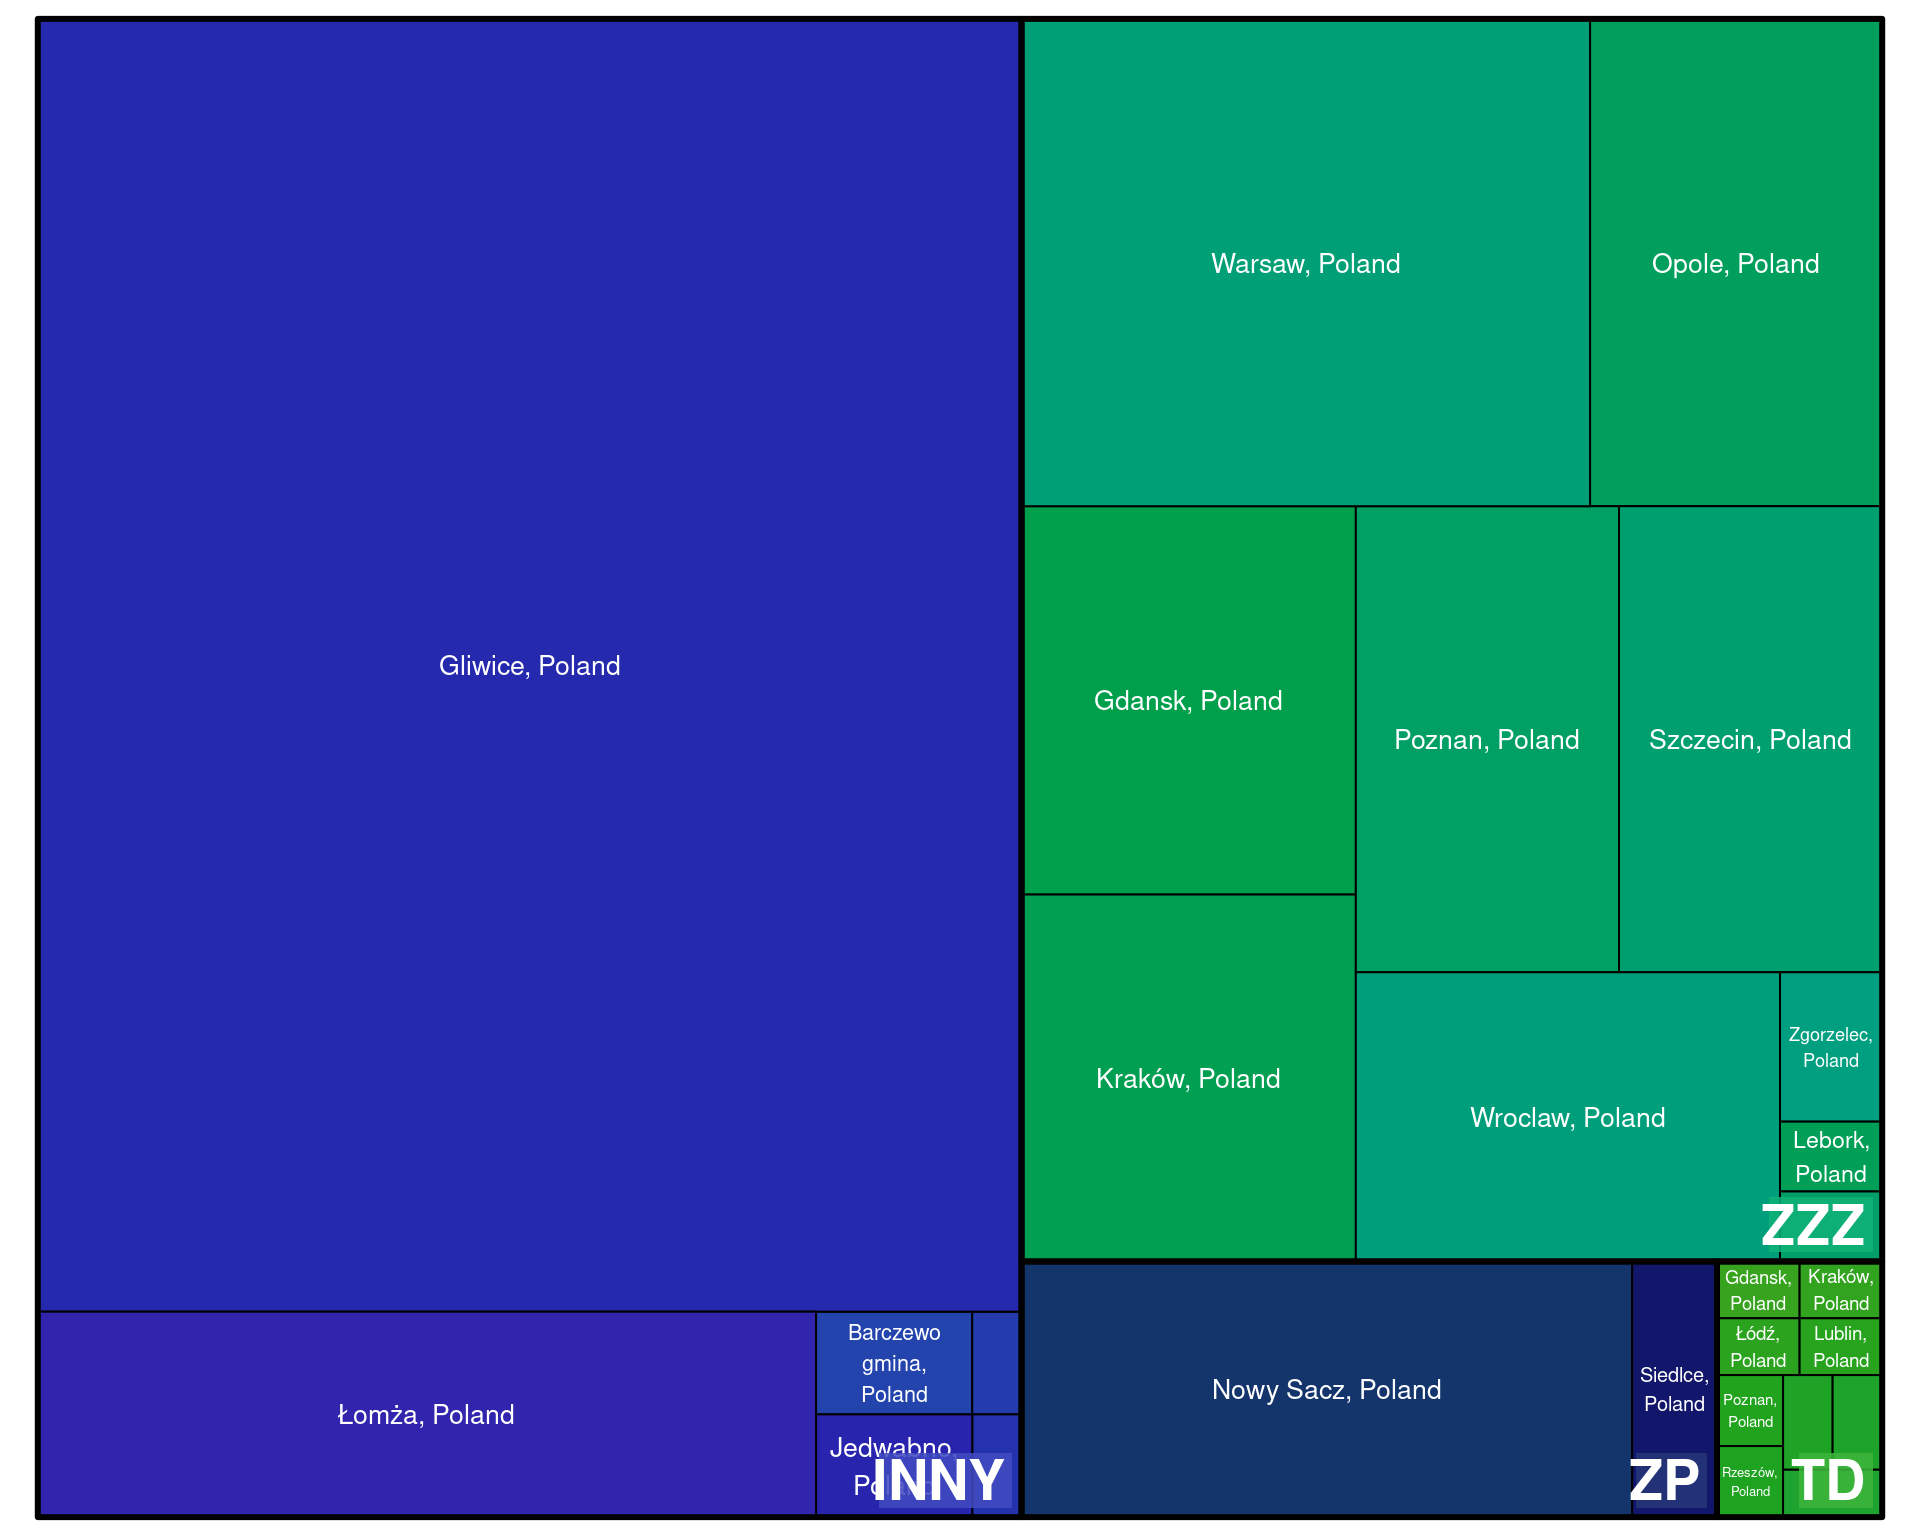 Gliwice, Poland
Łomża, Poland
Barczewo
gmina,
Poland
Jedwabno,
Poland
INNY
Warsaw, Poland
Opole, Poland
Gdansk, Poland
Poznan, Poland
Szczecin, Poland
Kraków, Poland
Wroclaw, Poland
Zgorzelec,
Poland
Lebork,
Poland
ZZZ
Nowy Sacz, Poland
Siedlce,
Poland
ZP
Gdansk,
Poland
Kraków,
Poland
Łódź,
Poland
Lublin,
Poland
Poznan,
Poland
Rzeszów,
Poland
TD